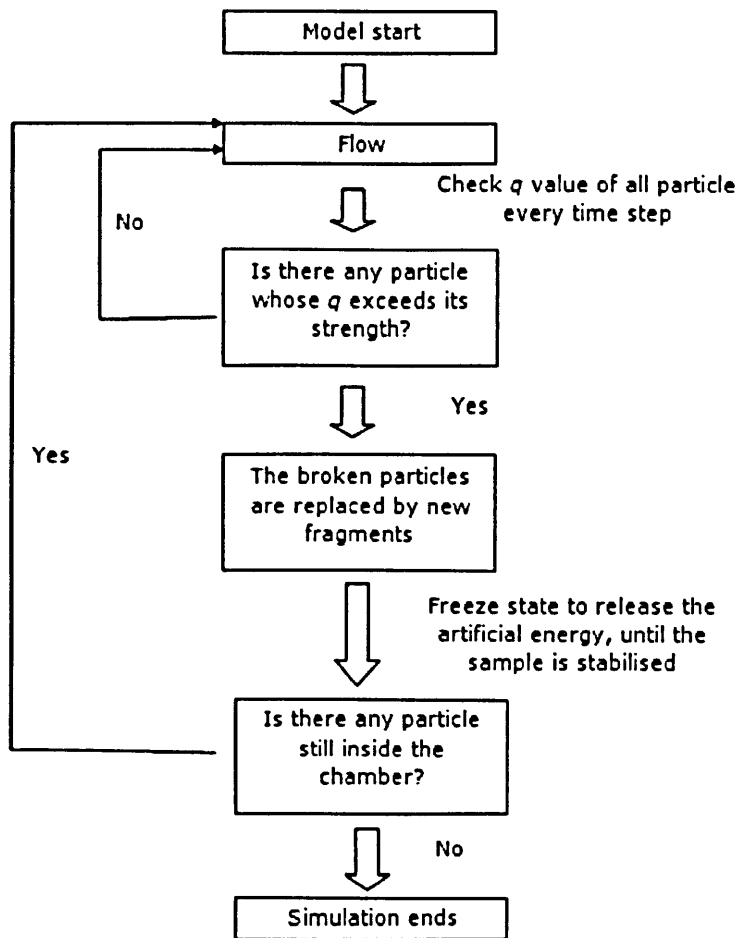 Model start
Flow
Check q value of all particle
every time step
No
Is there any particle
whose q exceeds its
strength?
Yes
Yes
The broken particles
are replaced by new
fragments
Freeze state to release the
artificial energy, until the
sample is stabilised
Is there any particle
still inside the
chamber?
No
Simulation ends